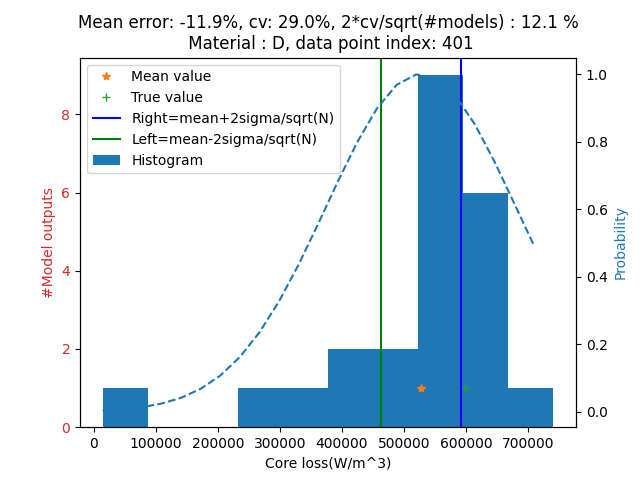 Mean error: -11.9%, cv: 29.0%, 2*cv/sqrt(#models) : 12.1 %
Material : D, data point index: 401
Mean value
True value
Right=mean+2sigma/sqrt(N)
Left=mean-2sigma/sqrt(N)
Histogram
#Model outputs
8
6
4
2
0
Probability
1.0
0.8
0.6
0.4
0.2
0.0
0 100000 200000 300000 400000 500000 600000 700000
Core loss(W/m^3)